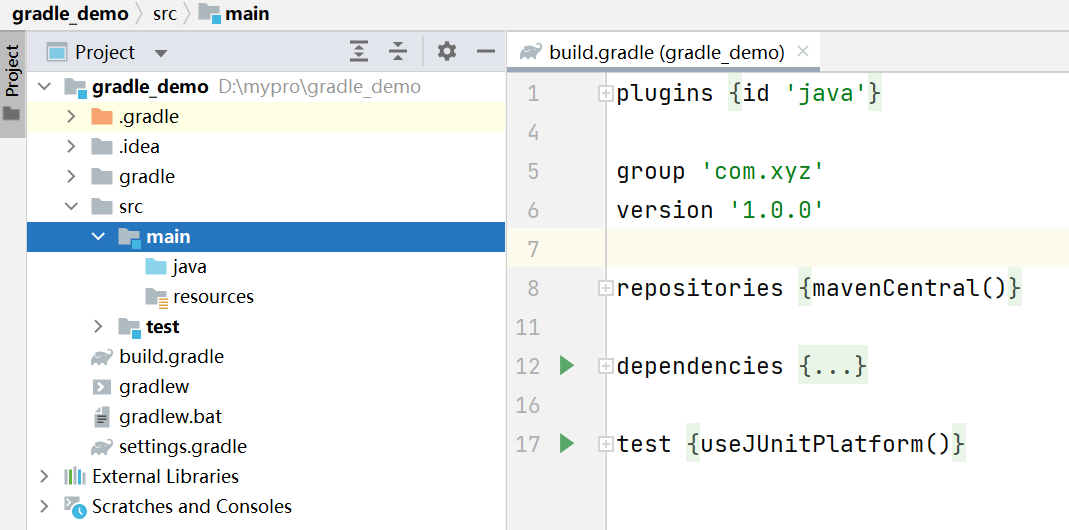 gradle_demo src main
Project
Project
gradle_demo D:\mypro\gradle_demo
.gradle
.idea
gradle
src
main
java
resources
test
build.gradle
gradlew
gradlew.bat
settings.gradle
External Libraries
Scratches and Consoles
build.gradle (gradle_demo)
1 plugins {id 'java'}
4
5 group 'com.xyz'
6 version '1.0.0'
7
8 repositories {mavenCentral()}
11
12 dependencies {...}
16
17 test {useJUnitPlatform()}